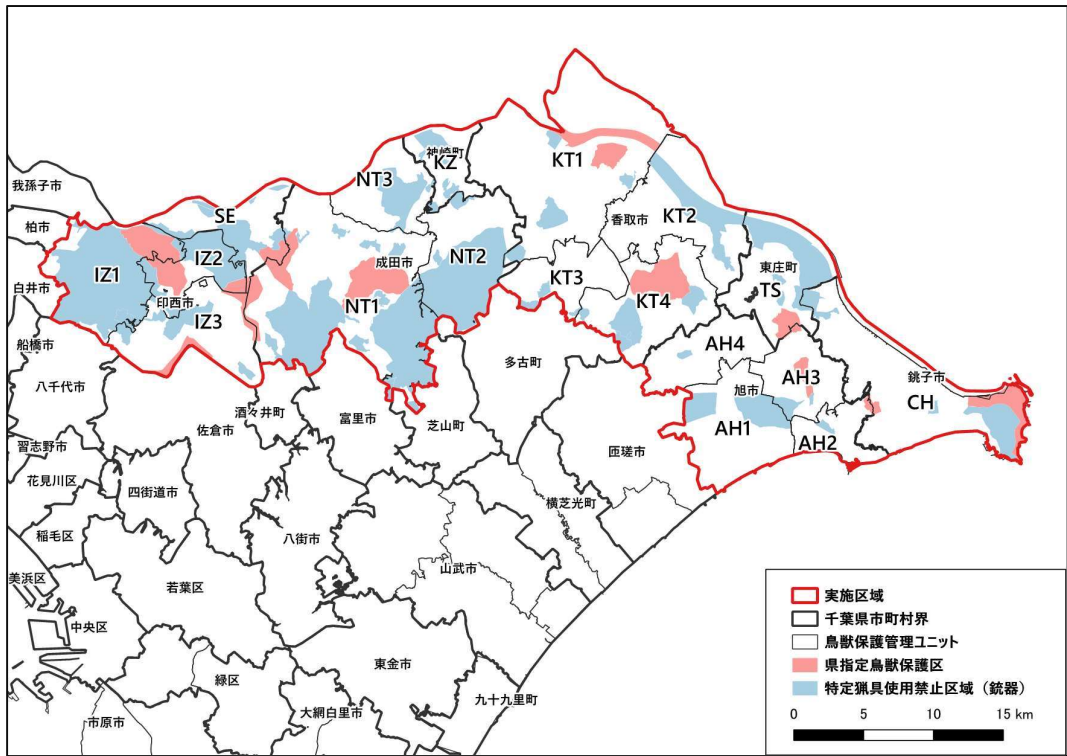 神崎町
KZ
KT1
NT3
我孫子市
SE
柏市
香取市
KT2
IZ2
成田市
NT2
東庄町
IZ1
KT3
TS
白井市
印西市
NT1
KT4
IZ3
船橋市
AH4
多古町
八千代市
AH3
銚子市
旭市
CH
酒々井町
富里市
芝山町
AH1
佐倉市
AH2
習志野市
匝瑳市
花見川区
四街道市
横芝光町
稲毛区
八街市
美浜区
山武市
若葉区
中央区
東金市
緑区
九十九里町
大網白里市
市原市
実施区域
千葉県市町村界
鳥獣保護管理ユニット
県指定鳥獣保護区
特定猟具使用禁止区域（銃器）
0 5 10 15 km